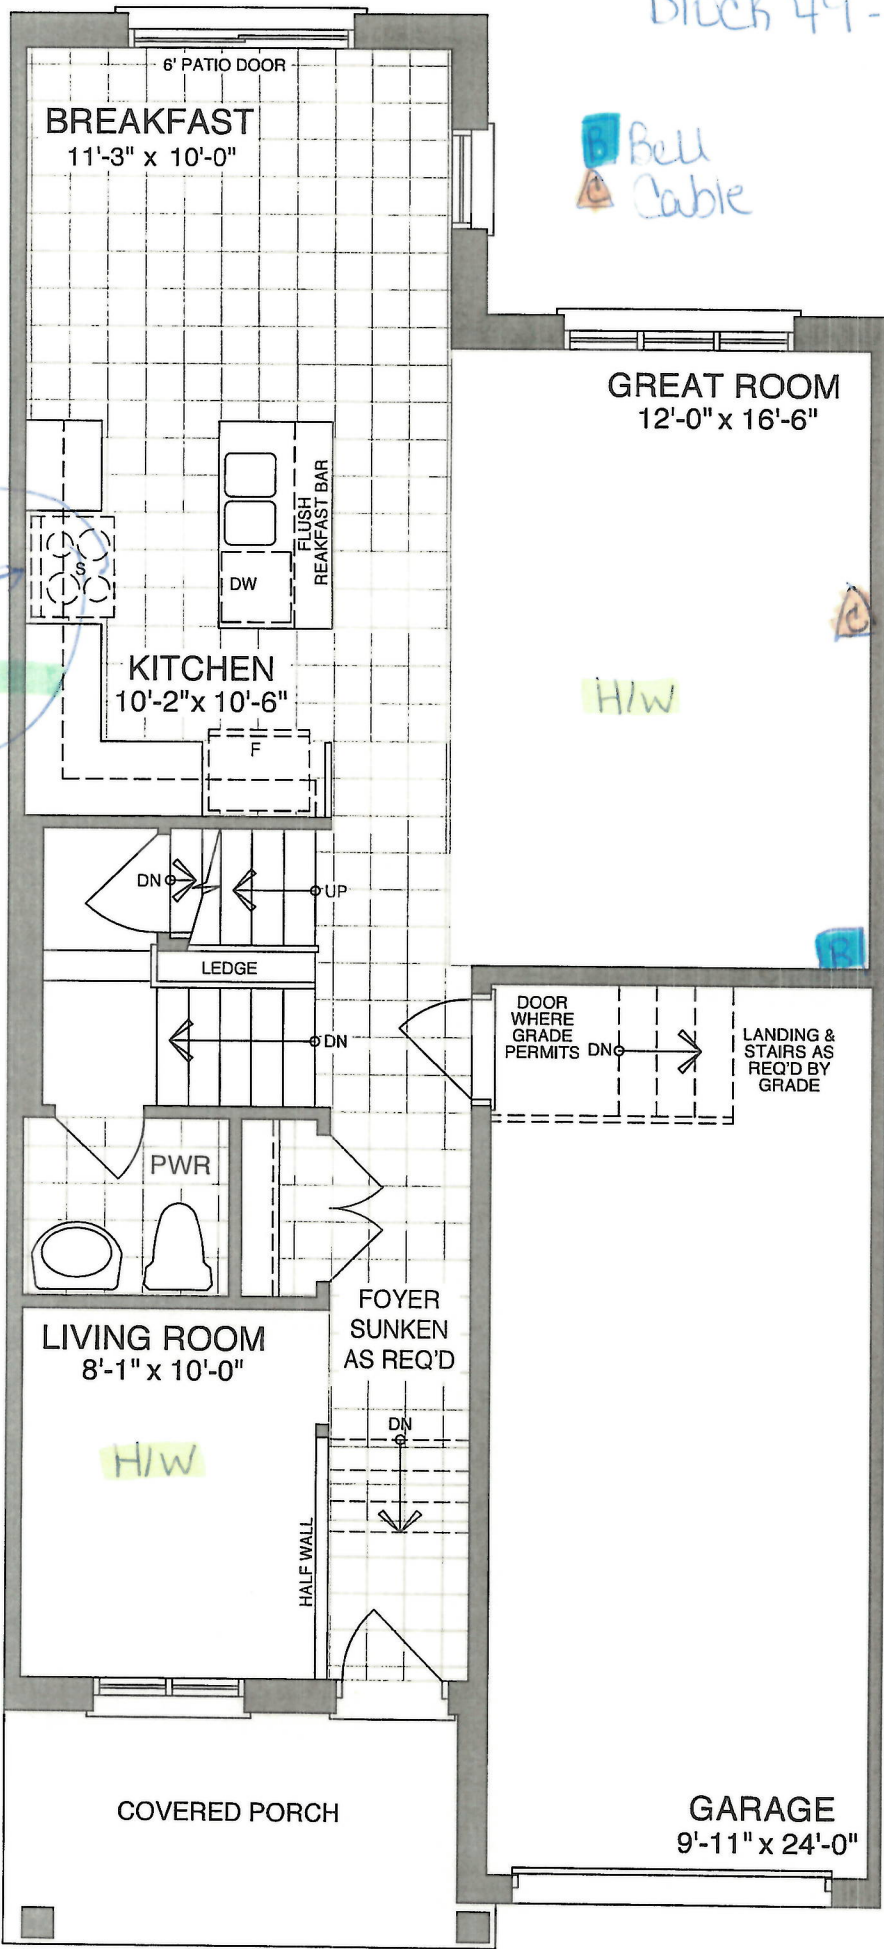 Block 49-
6' PATIO DOOR
BREAKFAST
11'-3" x 10'-0"
B Bell
C Cable
GREAT ROOM
12'-0" x 16'-6"
FLUSH
REAKFAST BAR
S
DW
C
KITCHEN
10'-2" x 10'-6"
H/W
F
DN
UP
B
LEDGE
DN
DOOR
WHERE
GRADE
PERMITS
DN
LANDING &
STAIRS AS
REQ'D BY
GRADE
PWR
FOYER
SUNKEN
AS REQ'D
LIVING ROOM
8'-1" x 10'-0"
DN
H/W
HALF WALL
COVERED PORCH
GARAGE
9'-11" x 24'-0"